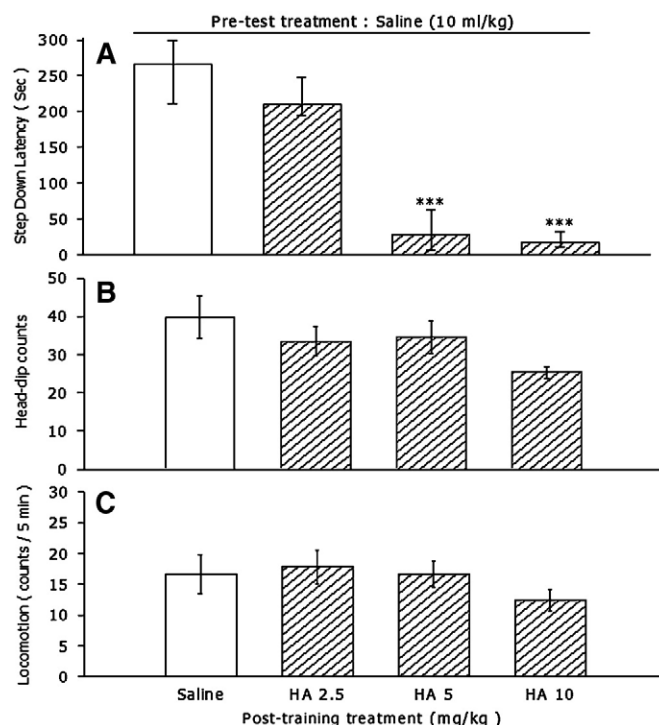 Pre-test treatment : Saline (10 ml/kg)
A
Step Down Latency ( Sec )
300
250
200
150
100
50
0
***
***
B
Head-dip counts
50
40
30
20
10
0
C
Locomotion ( counts / 5 min )
30
25
20
15
10
5
0
Saline HA 2.5 HA 5 HA 10
Post-training treatment (mg/kg)